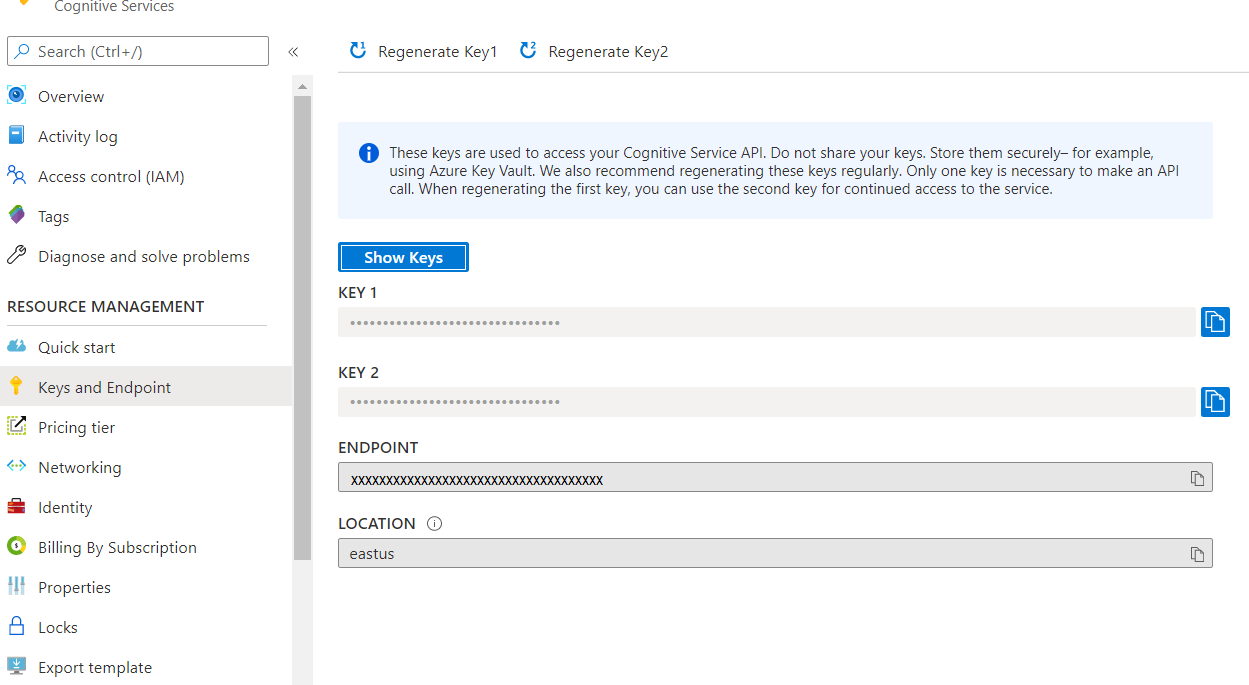 Cognitive Services
Search (Ctrl+/)
«
Overview
Activity log
Access control (IAM)
Tags
Diagnose and solve problems
RESOURCE MANAGEMENT
Quick start
Keys and Endpoint
Pricing tier
Networking
Identity
Billing By Subscription
Properties
Locks
Export template
Regenerate Key1
Regenerate Key2
These keys are used to access your Cognitive Service API. Do not share your keys. Store them securely– for example,
using Azure Key Vault. We also recommend regenerating these keys regularly. Only one key is necessary to make an API
call. When regenerating the first key, you can use the second key for continued access to the service.
Show Keys
KEY 1
••••••••••••••••••••••••••••••••
KEY 2
••••••••••••••••••••••••••••••••
ENDPOINT
xxxxxxxxxxxxxxxxxxxxxxxxxxxxxxxxxxxx
LOCATION
eastus